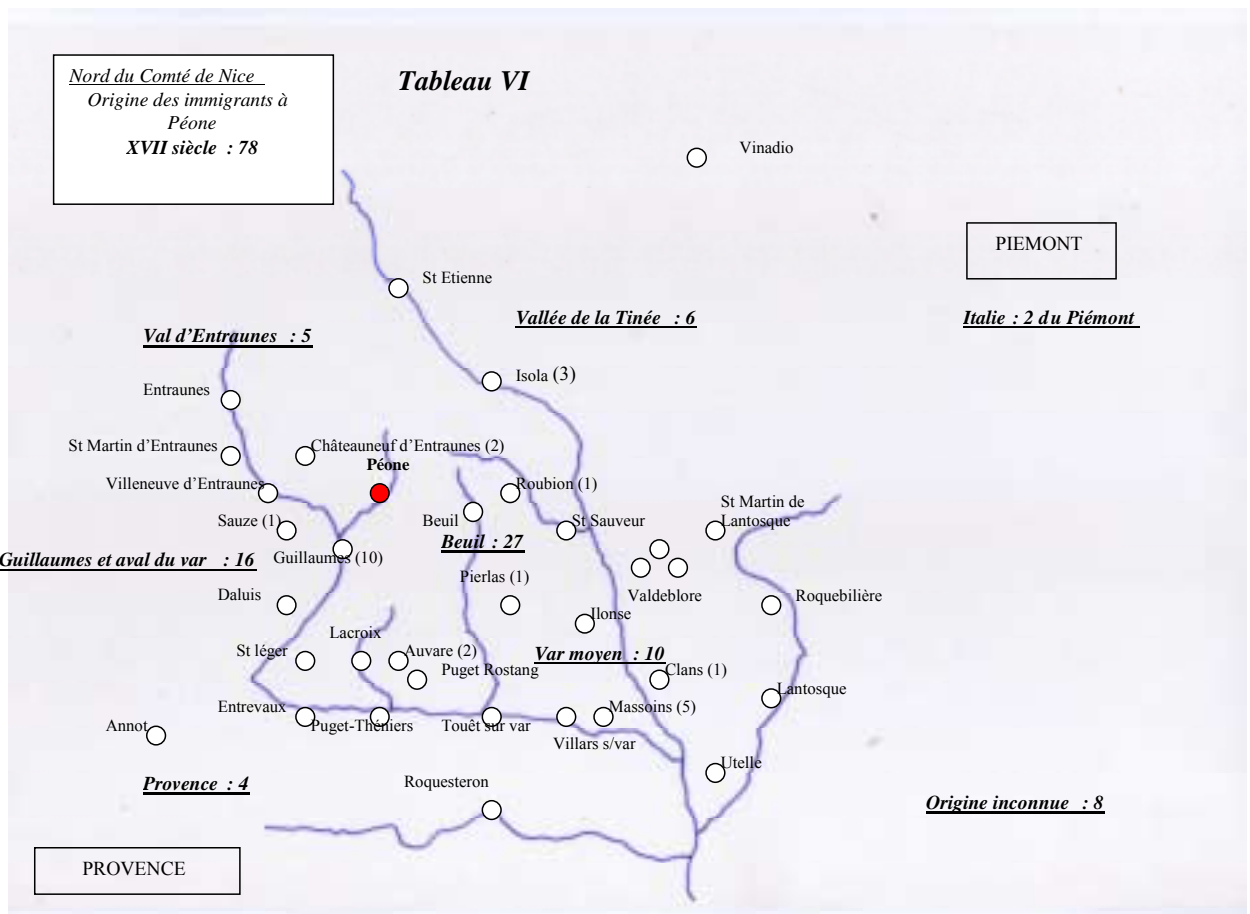 Nord du Comté de Nice
Origine des immigrants à
Péone
XVII siècle : 78
Tableau VI
Vinadio
PIEMONT
St Etienne
Vallée de la Tinée : 6
Italie : 2 du Piémont
Val d’Entraunes : 5
Isola (3)
Entraunes
St Martin d’Entraunes
Châteauneuf d’Entraunes (2)
Péone
Villeneuve d’Entraunes
Roubion (1)
St Martin de
Lantosque
Sauze (1)
Beuil
St Sauveur
Beuil : 27
Guillaumes et aval du var : 16
Guillaumes (10)
Pierlas (1)
Valdeblore
Daluis
Roquebilière
Ilonse
Lacroix
St léger
Auvare (2)
Var moyen : 10
Puget Rostang
Clans (1)
Lantosque
Entrevaux
Massoins (5)
Annot
Puget-Théniers
Touêt sur var
Villars s/var
Utelle
Provence : 4
Roquesteron
Origine inconnue : 8
PROVENCE